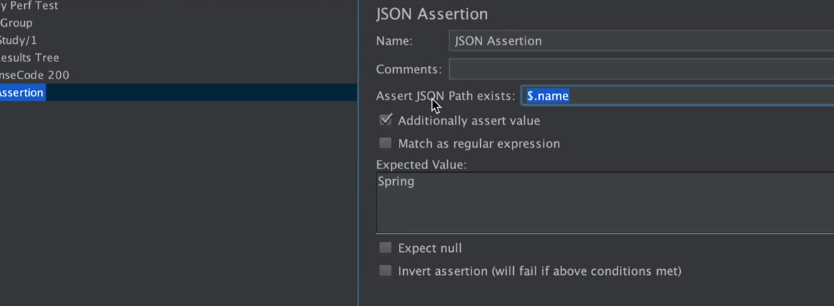 y Perf Test
Group
Study/1
esults Tree
nseCode 200
Assertion
JSON Assertion
Name: JSON Assertion
Comments:
Assert JSON Path exists: $.name
Additionally assert value
Match as regular expression
Expected Value:
Spring
Expect null
Invert assertion (will fail if above conditions met)